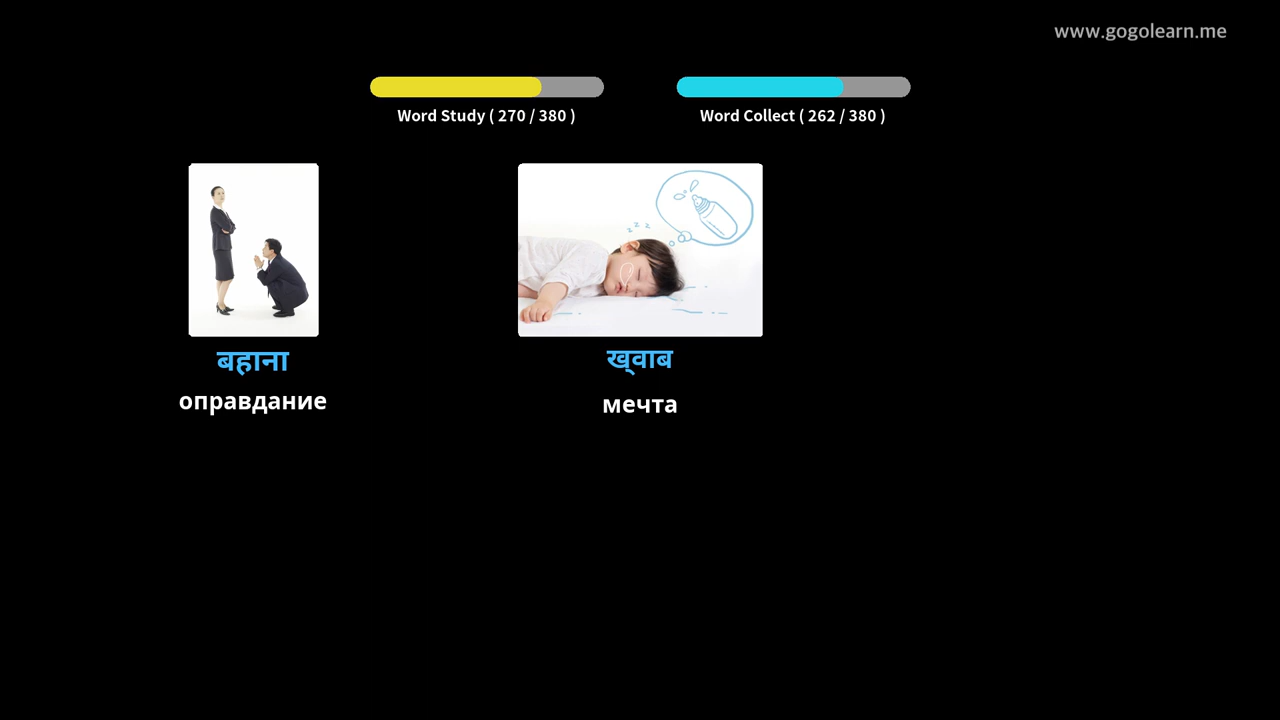 www.gogolearn.me
Word Study ( 270 / 380 )
Word Collect ( 262 / 380 )
बहाना
оправдание
ख्वाब
мечта